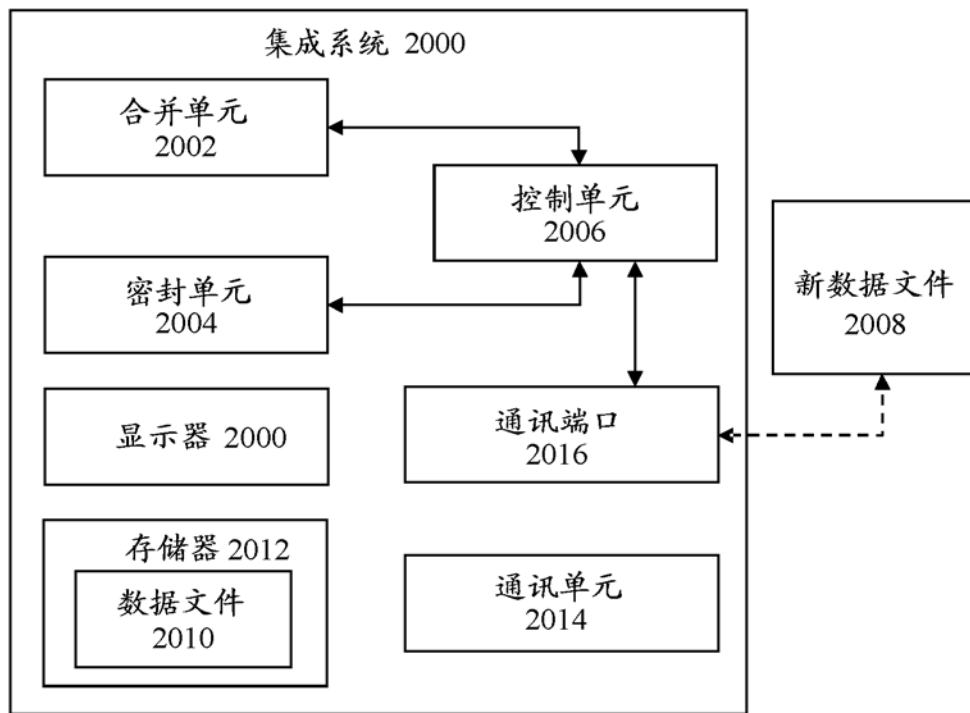 集成系统 2000
合并单元
2002
控制单元
2006
密封单元
2004
新数据文件
2008
显示器 2000
通讯端口
2016
存储器 2012
数据文件
2010
通讯单元
2014